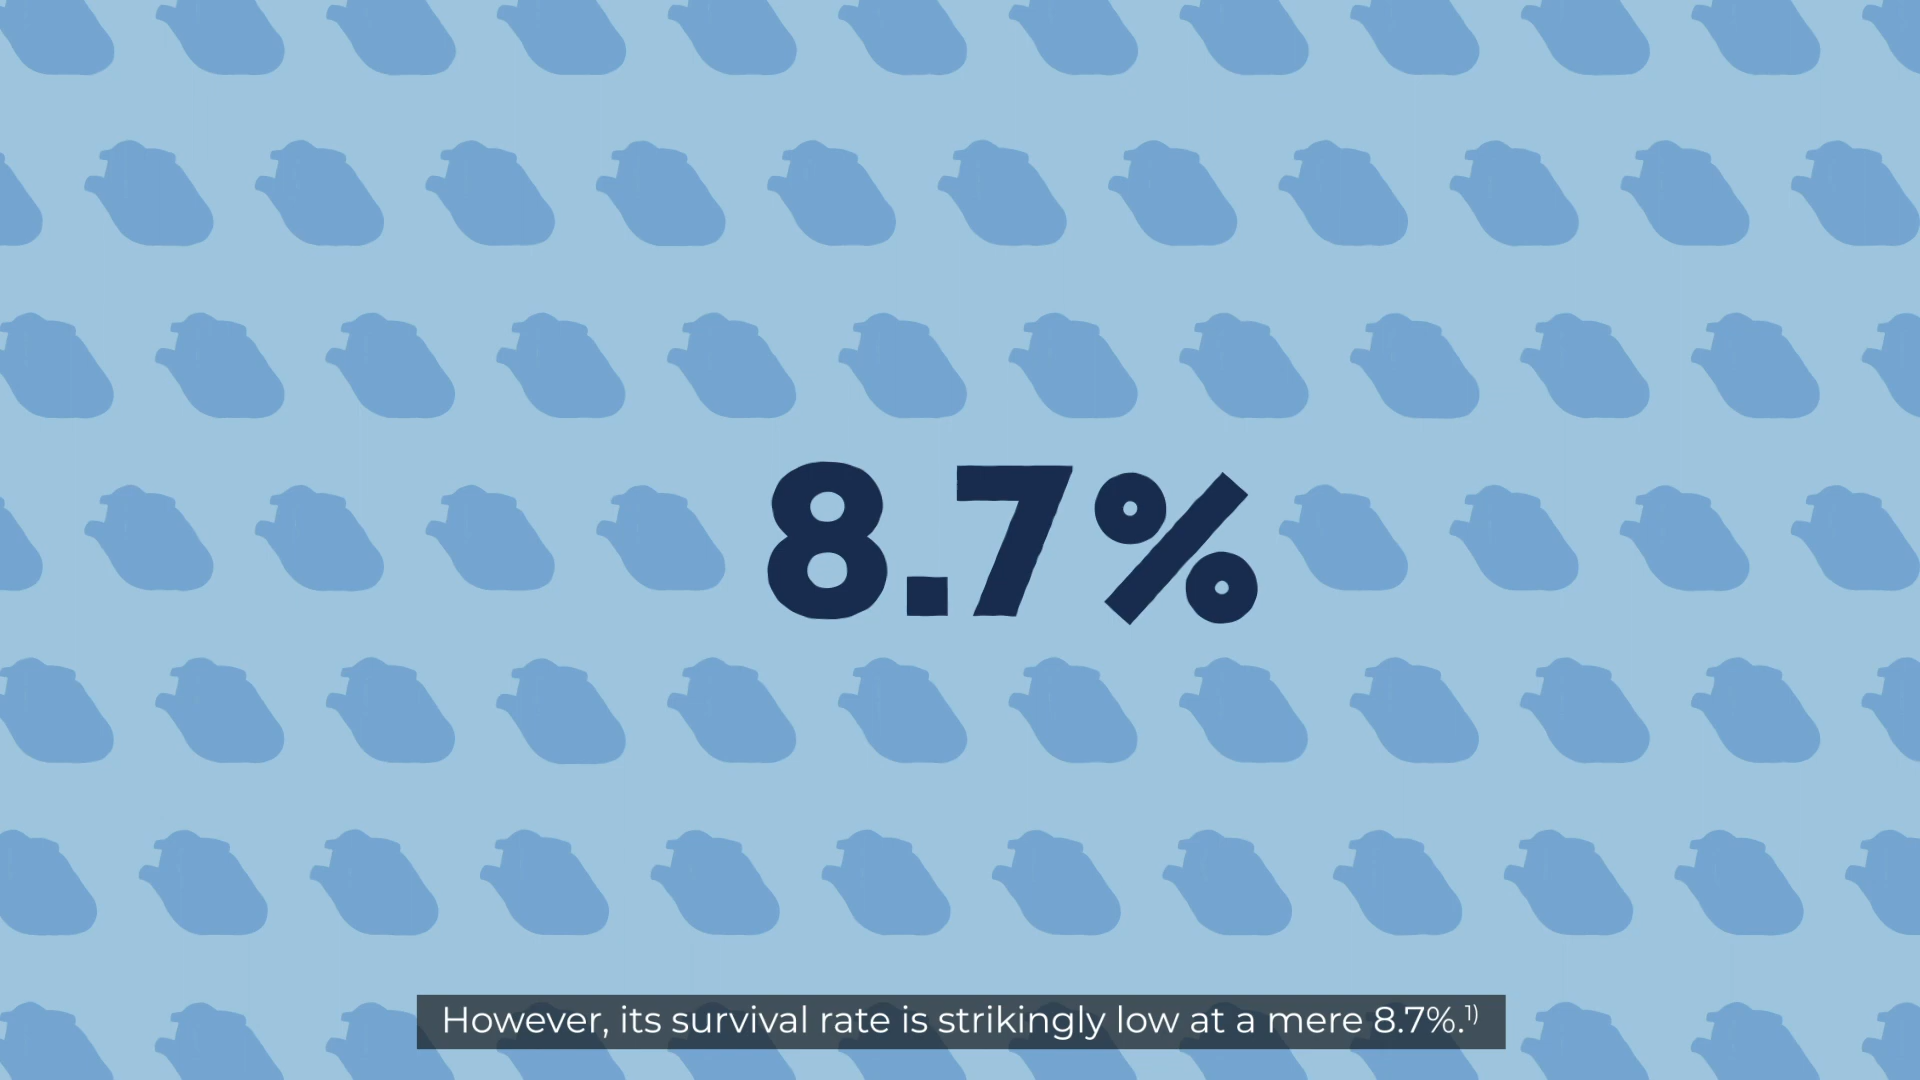 8.7%
However, its survival rate is strikingly low at a mere 8.7%.¹⁾